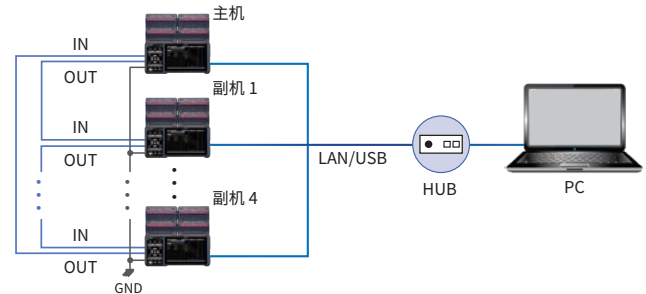 主机
IN
OUT
副机 1
IN
OUT
LAN/USB
HUB
PC
副机 4
IN
OUT
GND